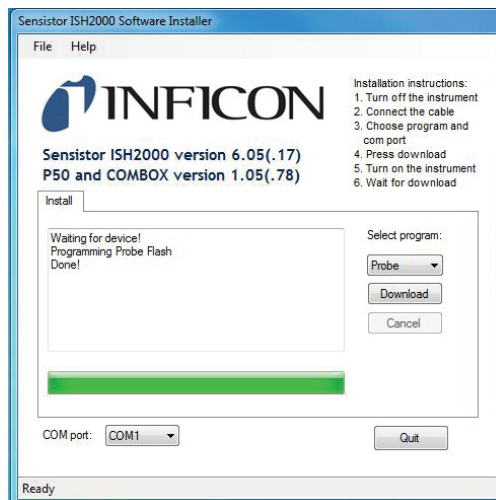 Sensistor ISH2000 Software Installer
File Help
INFICON
Sensistor ISH2000 version 6.05(.17)
P50 and COMBOX version 1.05(.78)
Installation instructions:
1. Turn off the instrument
2. Connect the cable
3. Choose program and
com port
4. Press download
5. Turn on the instrument
6. Wait for download
Install
Waiting for device!
Programming Probe Flash
Done!
Select program:
Probe
Download
Cancel
COM port: COM1
Quit
Ready